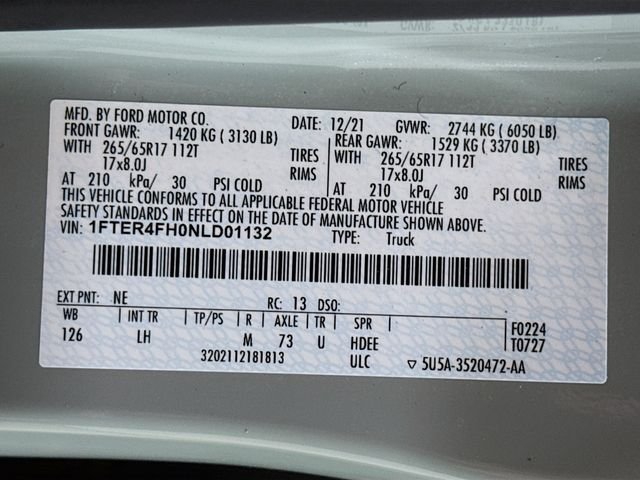 MFD. BY FORD MOTOR CO.
DATE: 12/21 GVWR: 2744 KG ( 6050 LB)
FRONT GAWR: 1420 KG ( 3130 LB)
REAR GAWR: 1529 KG ( 3370 LB)
WITH 265/65R17 112T TIRES
WITH 265/65R17 112T TIRES
17x8.0J RIMS
17x8.0J RIMS
AT 210 kPa/ 30 PSI COLD
AT 210 kPa/ 30 PSI COLD
THIS VEHICLE CONFORMS TO ALL APPLICABLE FEDERAL MOTOR VEHICLE
SAFETY STANDARDS IN EFFECT ON THE DATE OF MANUFACTURE SHOWN ABOVE.
VIN: 1FTER4FH0NLD01132 TYPE: Truck
EXT PNT: NE RC: 13 DSO:
WB INT TR TP/PS R AXLE TR SPR
126 LH M 73 U HDEE
F0224
T0727
3202112181813 ULC ▽ 5U5A-3520472-AA